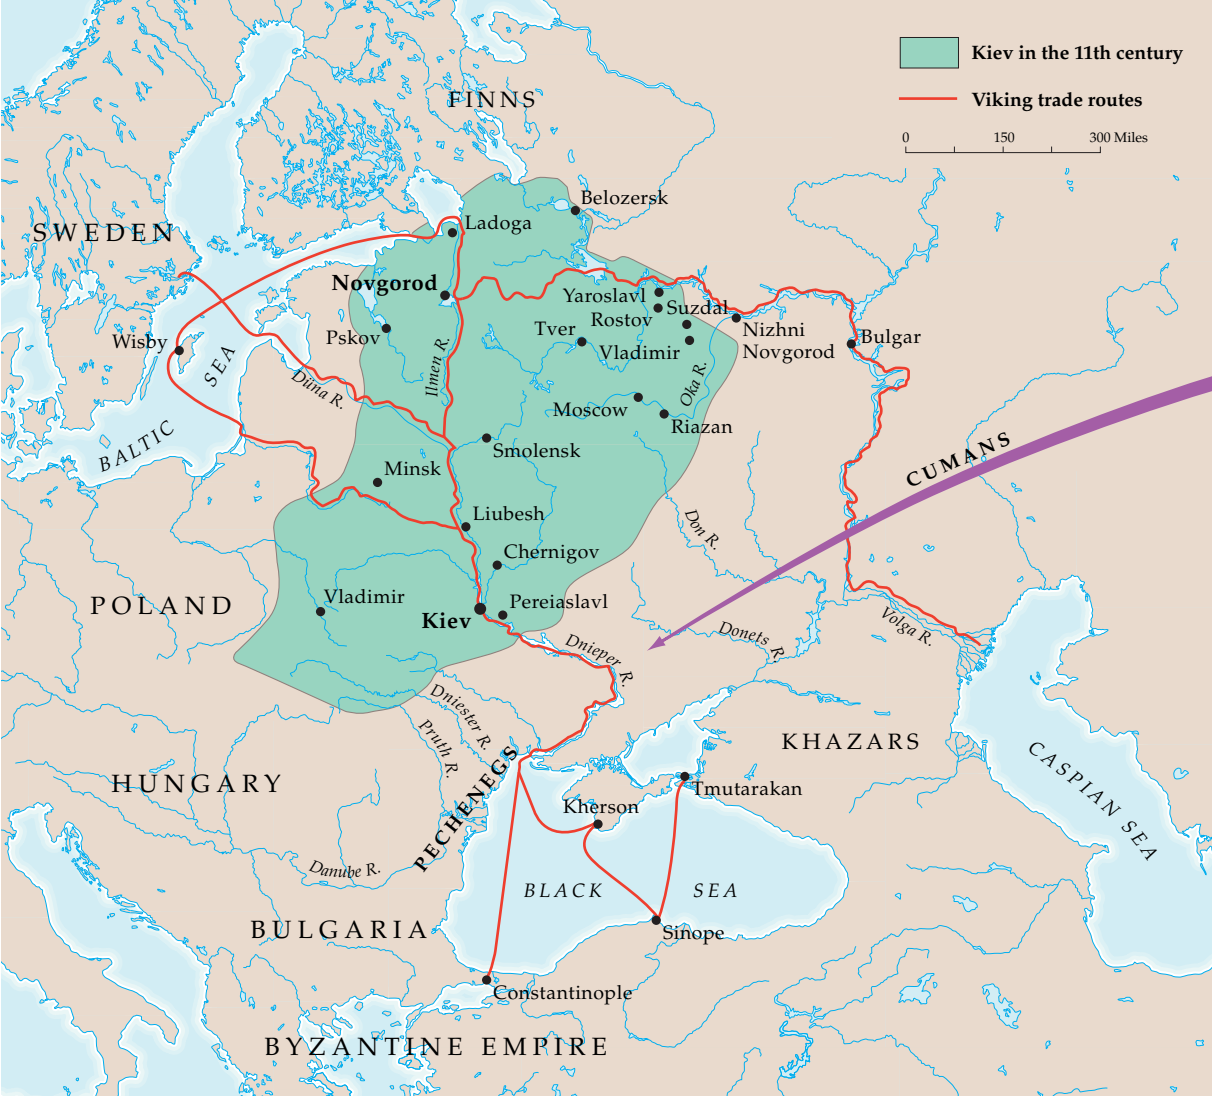 Kiev in the 11th century
Viking trade routes
0 150 300 Miles
FINNS
Belozersk
SWEDEN
Ladoga
Novgorod
Yaroslavl
Suzdal
Rostov
Nizhni
Novgorod
Pskov
Tver
Wisby
Vladimir
Bulgar
SEA
Ilmen R.
Düna R.
Oka R.
Moscow
Riazan
BALTIC
Smolensk
CUMANS
Minsk
Liubesh
Don R.
Chernigov
POLAND
Vladimir
Pereiaslavl
Kiev
Volga R.
Donets R.
Dnieper R.
Dniester R.
Pruth R.
KHAZARS
HUNGARY
PECHENEGS
Tmutarakan
Kherson
CASPIAN SEA
Danube R.
BLACK SEA
BULGARIA
Sinope
Constantinople
BYZANTINE EMPIRE